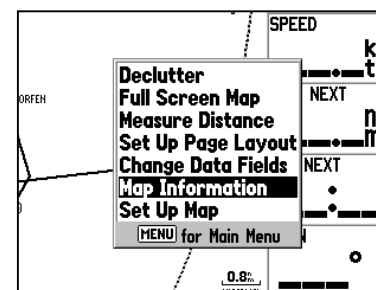 SPEED
k
t
ORFEN
Declutter
Full Screen Map
Measure Distance
Set Up Page Layout
Change Data Fields
Map Information
Set Up Map
MENU for Main Menu
NEXT
n
m
NEXT
N
0.8